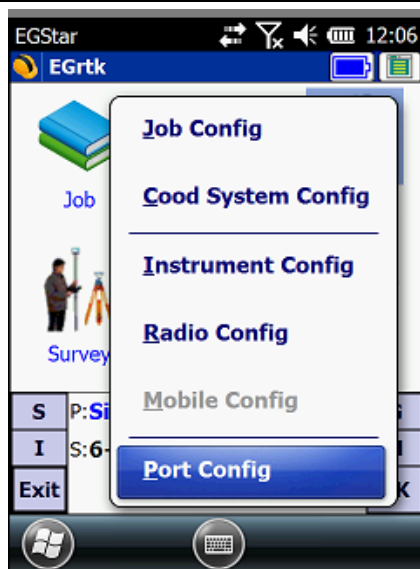 EGStar 12:06
EGrtk
Job Config
Job
Cood System Config
Instrument Config
Radio Config
Survey
Mobile Config
S P:Si
I S:6-
Port Config
Exit K